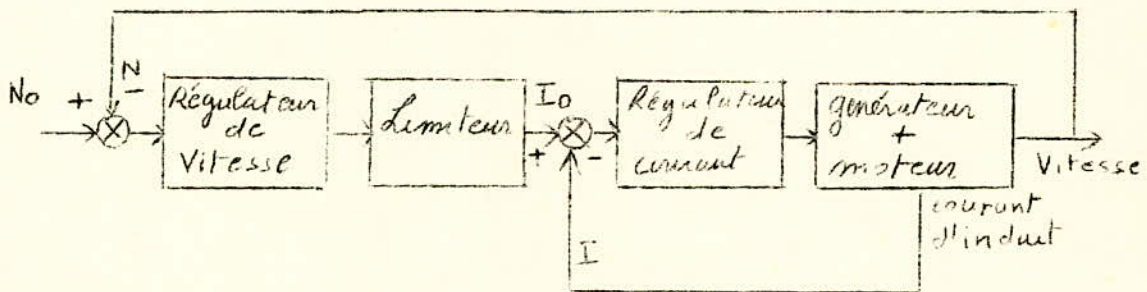 N
-
No
+
Régulateur
de
Vitesse
Limiteur
Io
+
-
Régulateur
de
courant
générateur
+
moteur
Vitesse
courant
d'induit
I